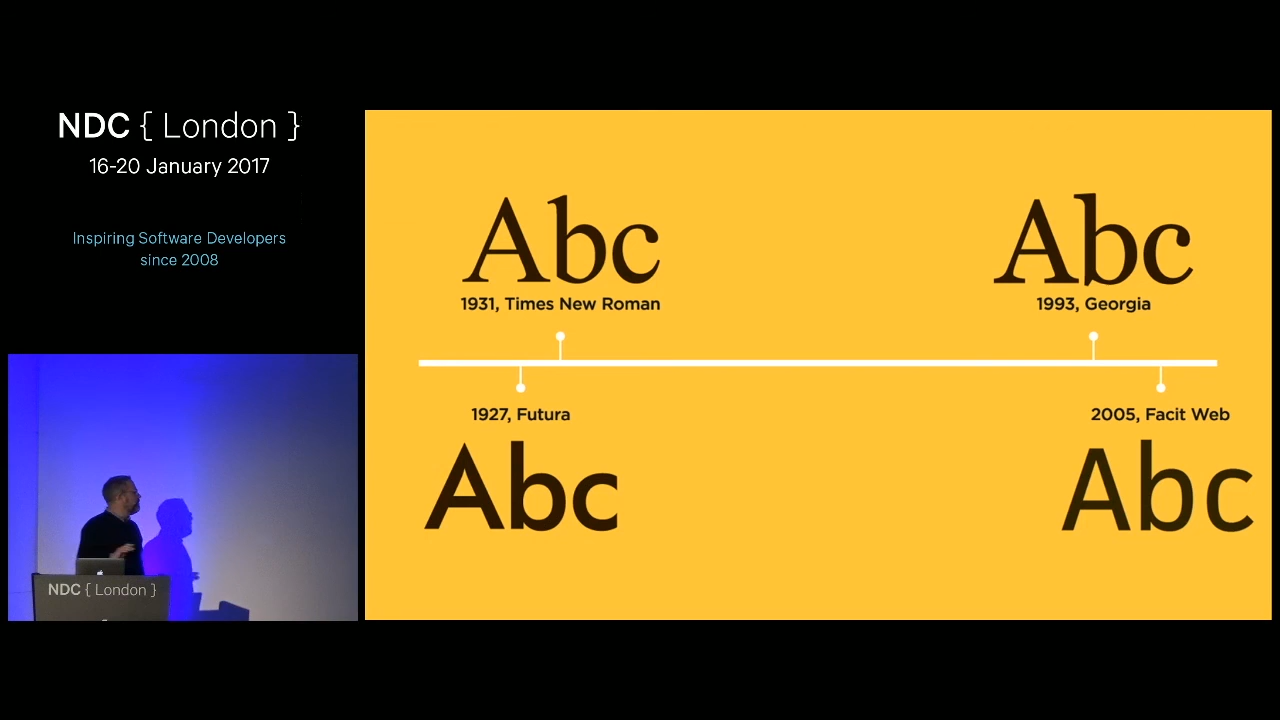 NDC { London }
16-20 January 2017
Inspiring Software Developers
since 2008
NDC { London }
Abc
1931, Times New Roman
Abc
1993, Georgia
1927, Futura
Abc
2005, Facit Web
Abc